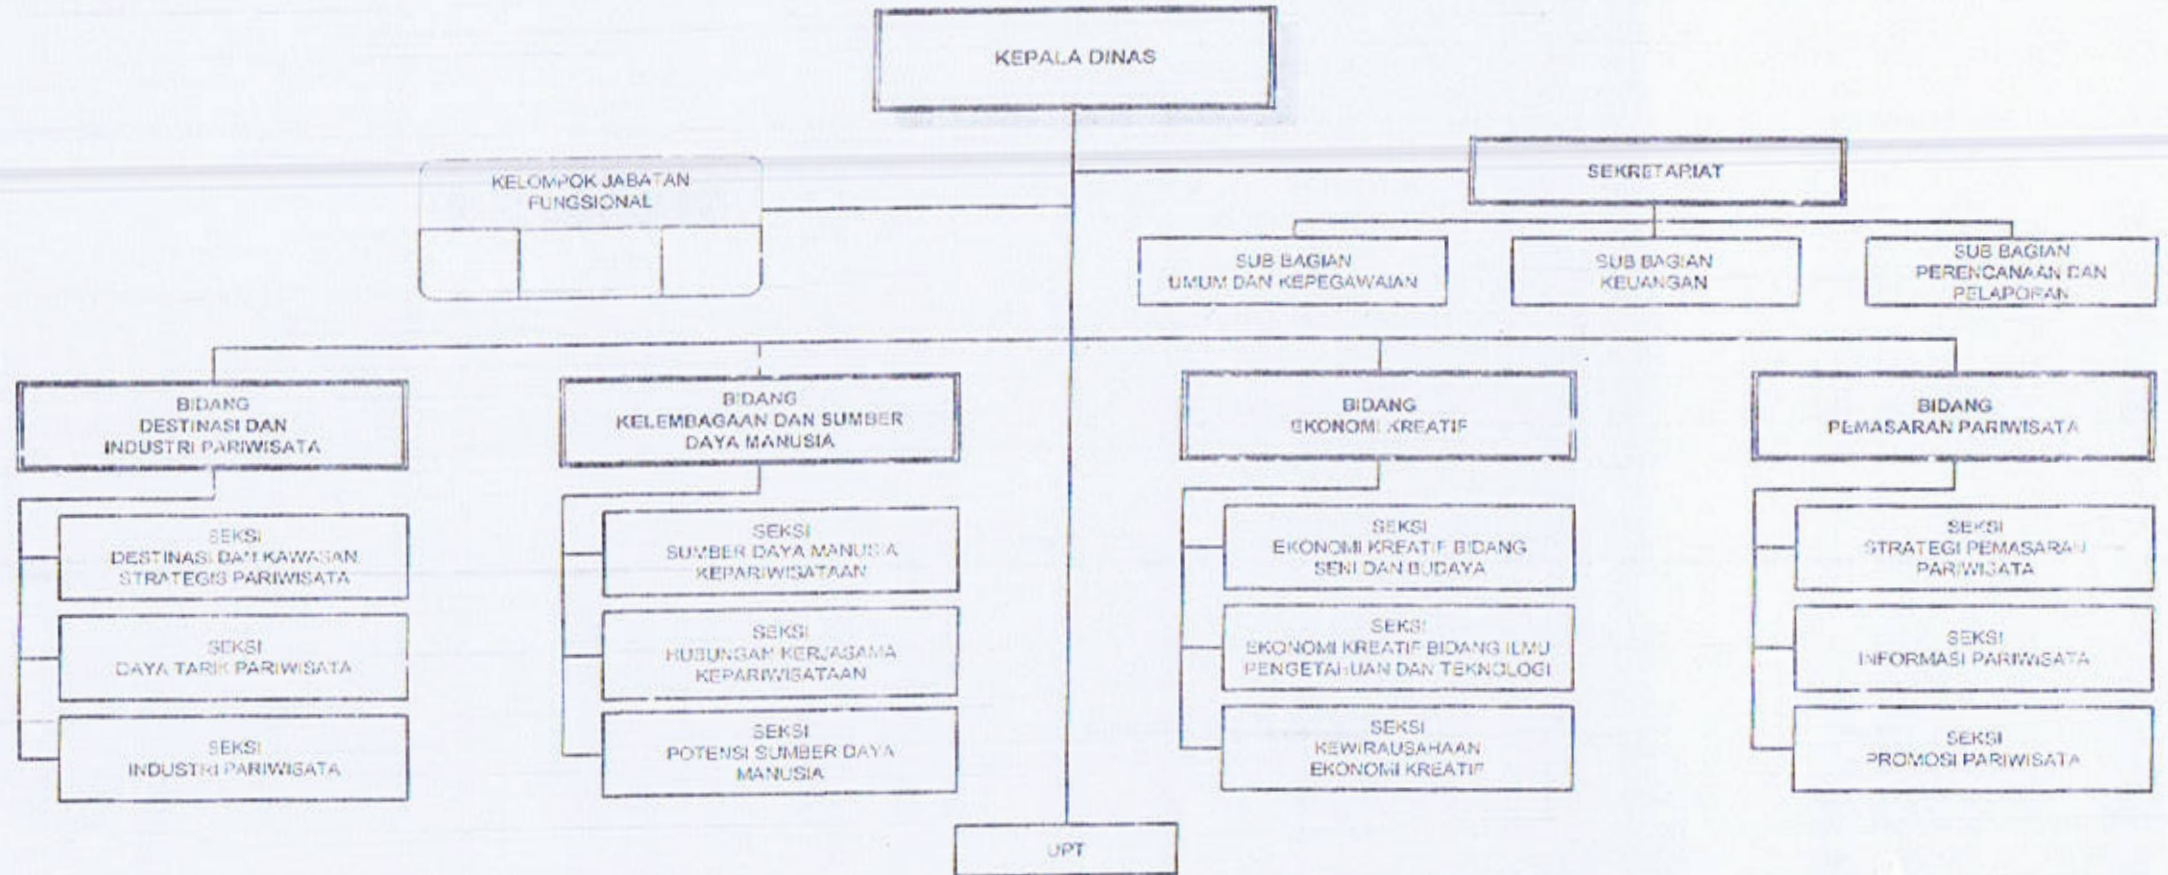 KEPALA DINAS
SEKRETARIAT
KELOMPOK JABATAN
FUNGSIONAL
SUB BAGIAN
UMUM DAN KEPEGAWAIAN
SUB BAGIAN
KEUANGAN
SUB BAGIAN
PERENCANAAN DAN
PELAPORAN
BIDANG
DESTINASI DAN
INDUSTRI PARIWISATA
BIDANG
KELEMBAGAAN DAN SUMBER
DAYA MANUSIA
BIDANG
EKONOMI KREATIF
BIDANG
PEMASARAN PARIWISATA
SEKSI
DESTINASI DAN KAWASAN
STRATEGIS PARIWISATA
SEKSI
DAYA TARIK PARIWISATA
SEKSI
INDUSTRI PARIWISATA
SEKSI
SUMBER DAYA MANUSIA
KEPARIWISATAAN
SEKSI
HUBUNGAN KERJASAMA
KEPARIWISATAAN
SEKSI
POTENSI SUMBER DAYA
MANUSIA
SEKSI
EKONOMI KREATIF BIDANG
SENI DAN BUDAYA
SEKSI
EKONOMI KREATIF BIDANG ILMU
PENGETAHUAN DAN TEKNOLOGI
SEKSI
KEWIRAUSAHAAN
EKONOMI KREATIF
SEKSI
STRATEGI PEMASARAN
PARIWISATA
SEKSI
INFORMASI PARIWISATA
SEKSI
PROMOSI PARIWISATA
UPT